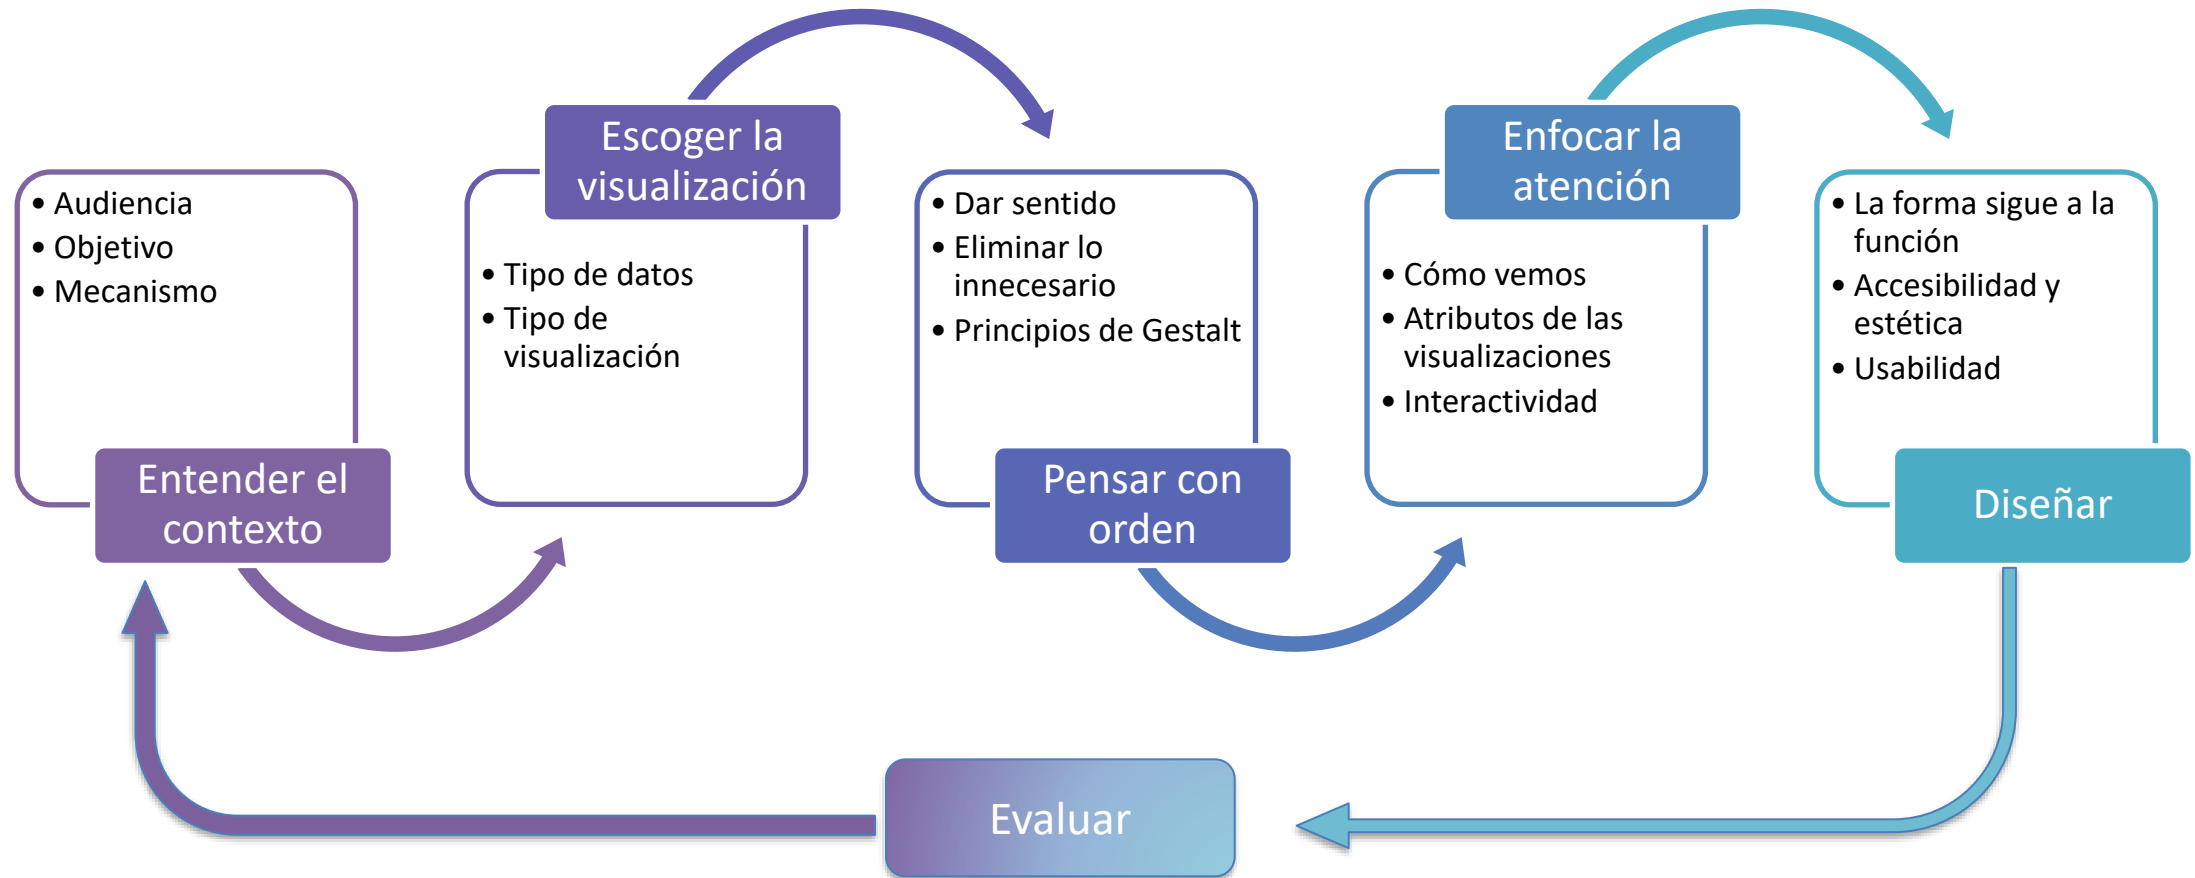 • Audiencia
• Objetivo
• Mecanismo
Entender el
contexto
Escoger la
visualización
• Tipo de datos
• Tipo de
visualización
• Dar sentido
• Eliminar lo
innecesario
• Principios de Gestalt
Pensar con
orden
Enfocar la
atención
• Cómo vemos
• Atributos de las
visualizaciones
• Interactividad
• La forma sigue a la
función
• Accesibilidad y
estética
• Usabilidad
Diseñar
Evaluar